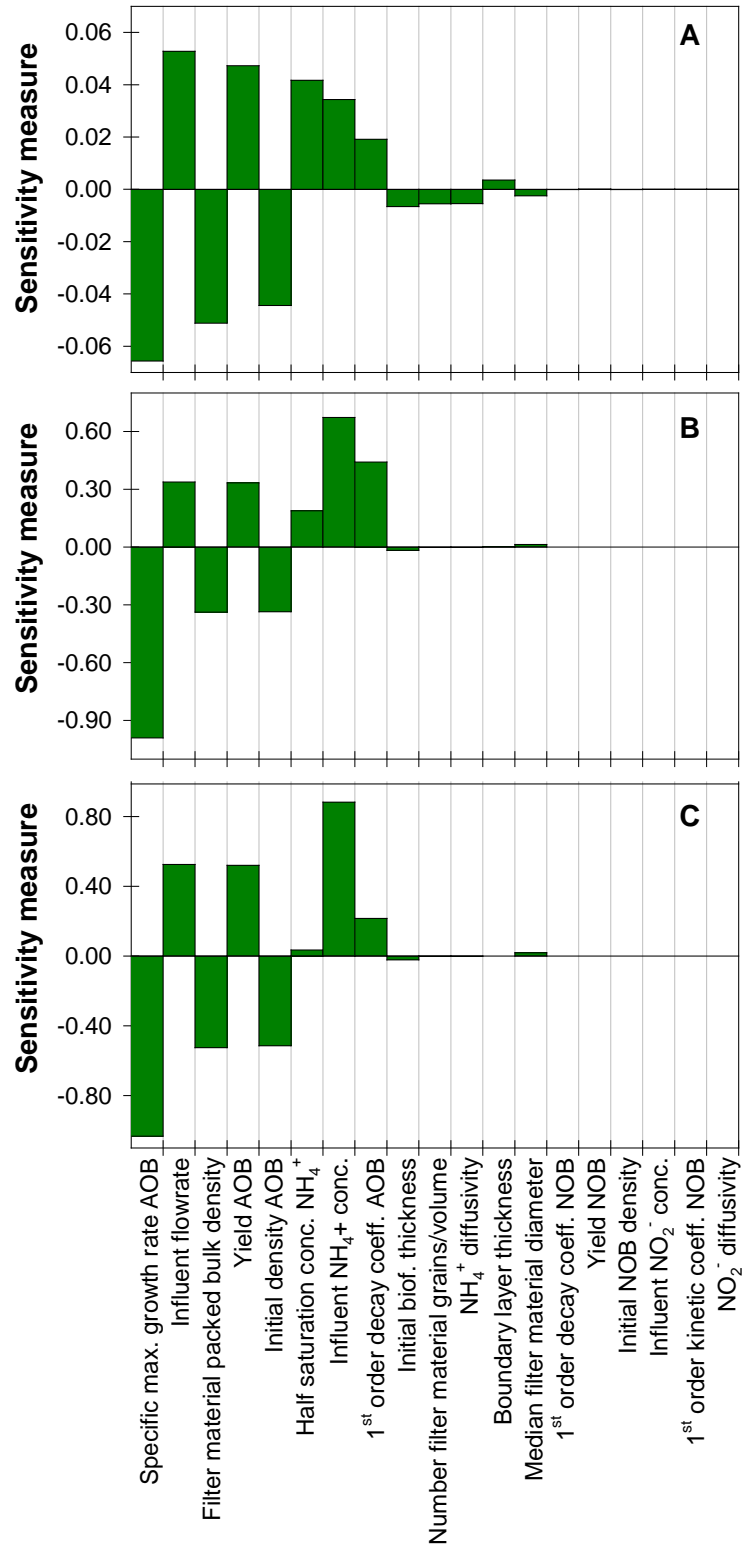 A
Sensitivity measure
0.06
0.04
0.02
0.00
-0.02
-0.04
-0.06
B
Sensitivity measure
0.60
0.30
0.00
-0.30
-0.60
-0.90
C
Sensitivity measure
0.80
0.40
0.00
-0.40
-0.80
Specific max. growth rate AOB
Influent flowrate
Filter material packed bulk density
Yield AOB
Initial density AOB
Half saturation conc. NH₄⁺
Influent NH₄+ conc.
1ˢᵗ order decay coeff. AOB
Initial biof. thickness
Number filter material grains/volume
NH₄⁺ diffusivity
Boundary layer thickness
Median filter material diameter
1ˢᵗ order decay coeff. NOB
Yield NOB
Initial NOB density
Influent NO₂⁻ conc.
1ˢᵗ order kinetic coeff. NOB
NO₂⁻ diffusivity